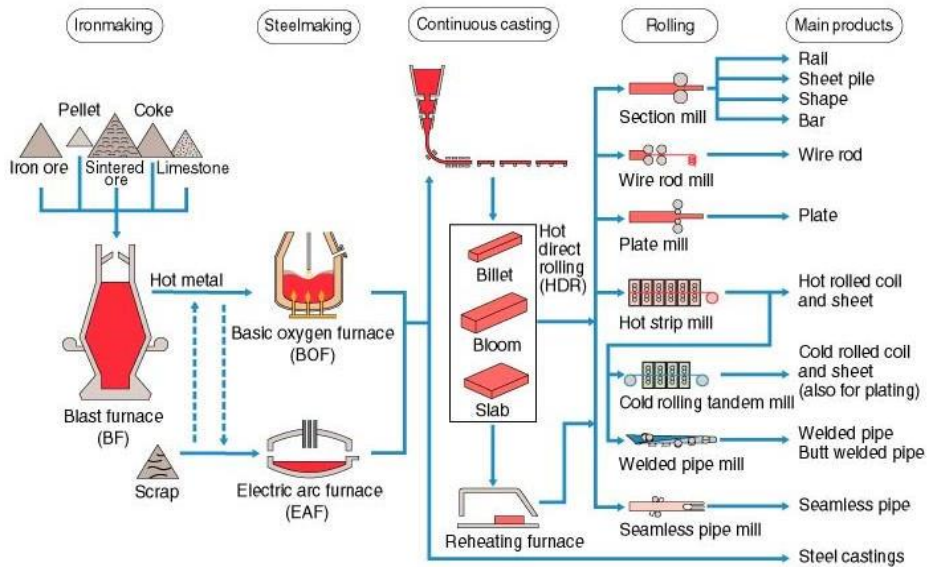 Ironmaking
Steelmaking
Continuous casting
Rolling
Main products
Pellet
Coke
Iron ore
Sintered
ore
Limestone
Hot metal
Blast furnace
(BF)
Scrap
Basic oxygen furnace
(BOF)
Electric arc furnace
(EAF)
Hot
direct
rolling
(HDR)
Billet
Bloom
Slab
Reheating furnace
Section mill
Wire rod mill
Plate mill
Hot strip mill
Cold rolling tandem mill
Welded pipe mill
Seamless pipe mill
Rail
Sheet pile
Shape
Bar
Wire rod
Plate
Hot rolled coil
and sheet
Cold rolled coil
and sheet
(also for plating)
Welded pipe
Butt welded pipe
Seamless pipe
Steel castings